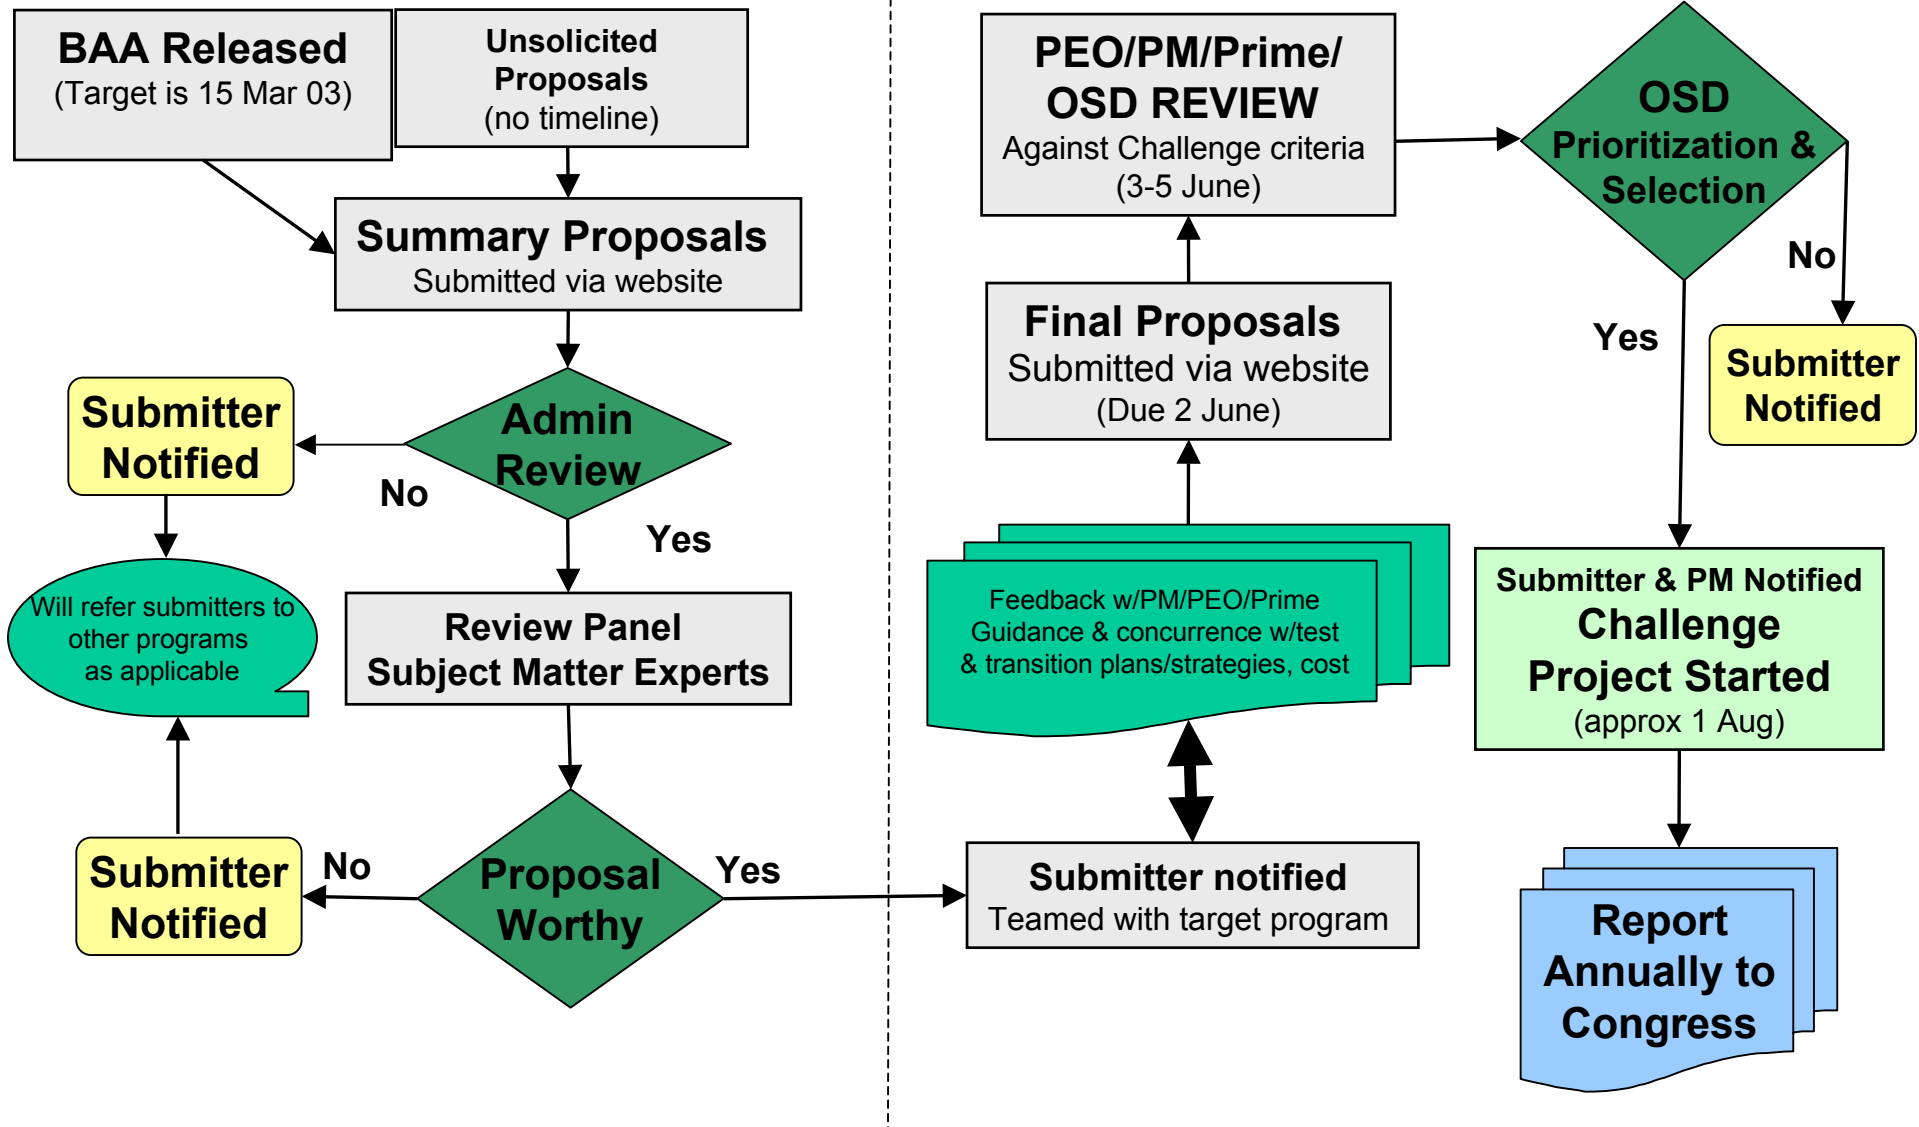 BAA Released
(Target is 15 Mar 03)
Unsolicited
Proposals
(no timeline)
Summary Proposals
Submitted via website
Admin
Review
No
Yes
Submitter
Notified
Will refer submitters to
other programs
as applicable
Review Panel
Subject Matter Experts
Proposal
Worthy
No
Yes
Submitter
Notified
Submitter notified
Teamed with target program
Feedback w/PM/PEO/Prime
Guidance & concurrence w/test
& transition plans/strategies, cost
Final Proposals
Submitted via website
(Due 2 June)
PEO/PM/Prime/
OSD REVIEW
Against Challenge criteria
(3-5 June)
OSD
Prioritization &
Selection
No
Yes
Submitter
Notified
Submitter & PM Notified
Challenge
Project Started
(approx 1 Aug)
Report
Annually to
Congress